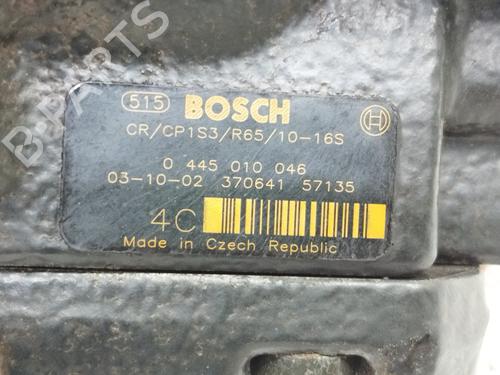 515 BOSCH
CR/CP1S3/R65/10-16S
0 445 010 046
03-10-02 370641 57135
4C
Made in Czech Republic
B-PARTS